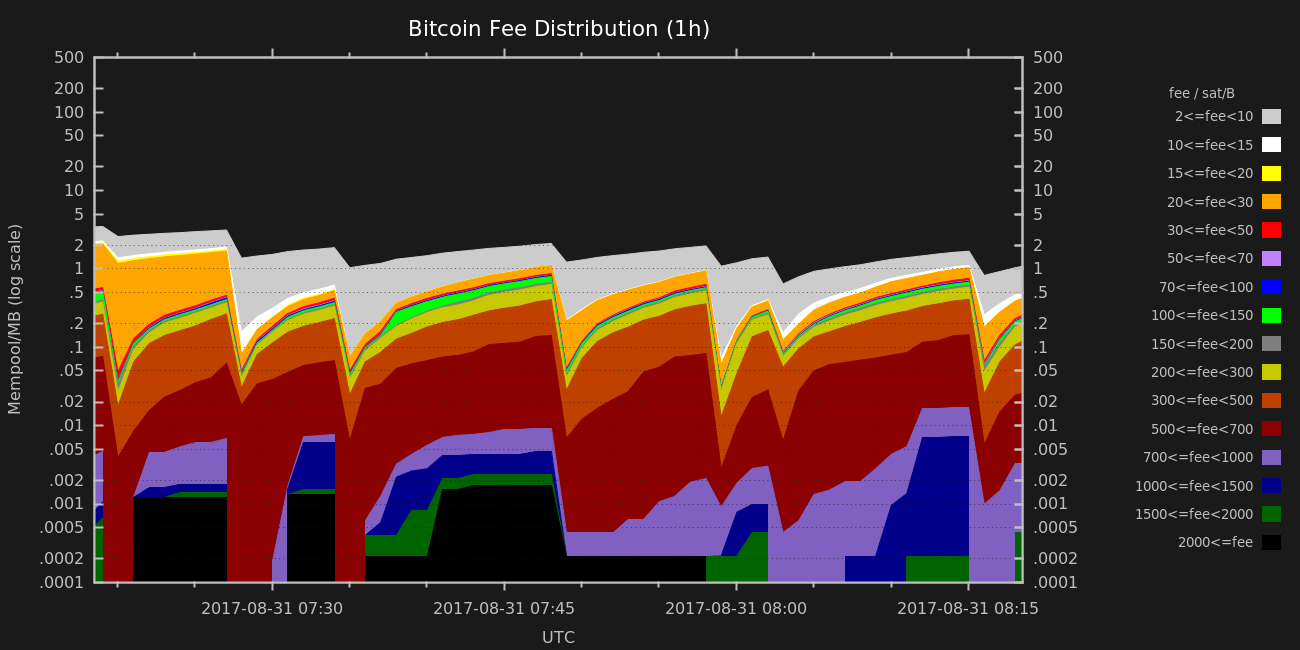 Bitcoin Fee Distribution (1h)
Mempool/MB (log scale)
500
200
100
50
20
10
5
2
1
.5
.2
.1
.05
.02
.01
.005
.002
.001
.0005
.0002
.0001
500
200
100
50
20
10
5
2
1
.5
.2
.1
.05
.02
.01
.005
.002
.001
.0005
.0002
.0001
2017-08-31 07:30
2017-08-31 07:45
2017-08-31 08:00
2017-08-31 08:15
UTC
fee / sat/B
2<=fee<10
10<=fee<15
15<=fee<20
20<=fee<30
30<=fee<50
50<=fee<70
70<=fee<100
100<=fee<150
150<=fee<200
200<=fee<300
300<=fee<500
500<=fee<700
700<=fee<1000
1000<=fee<1500
1500<=fee<2000
2000<=fee